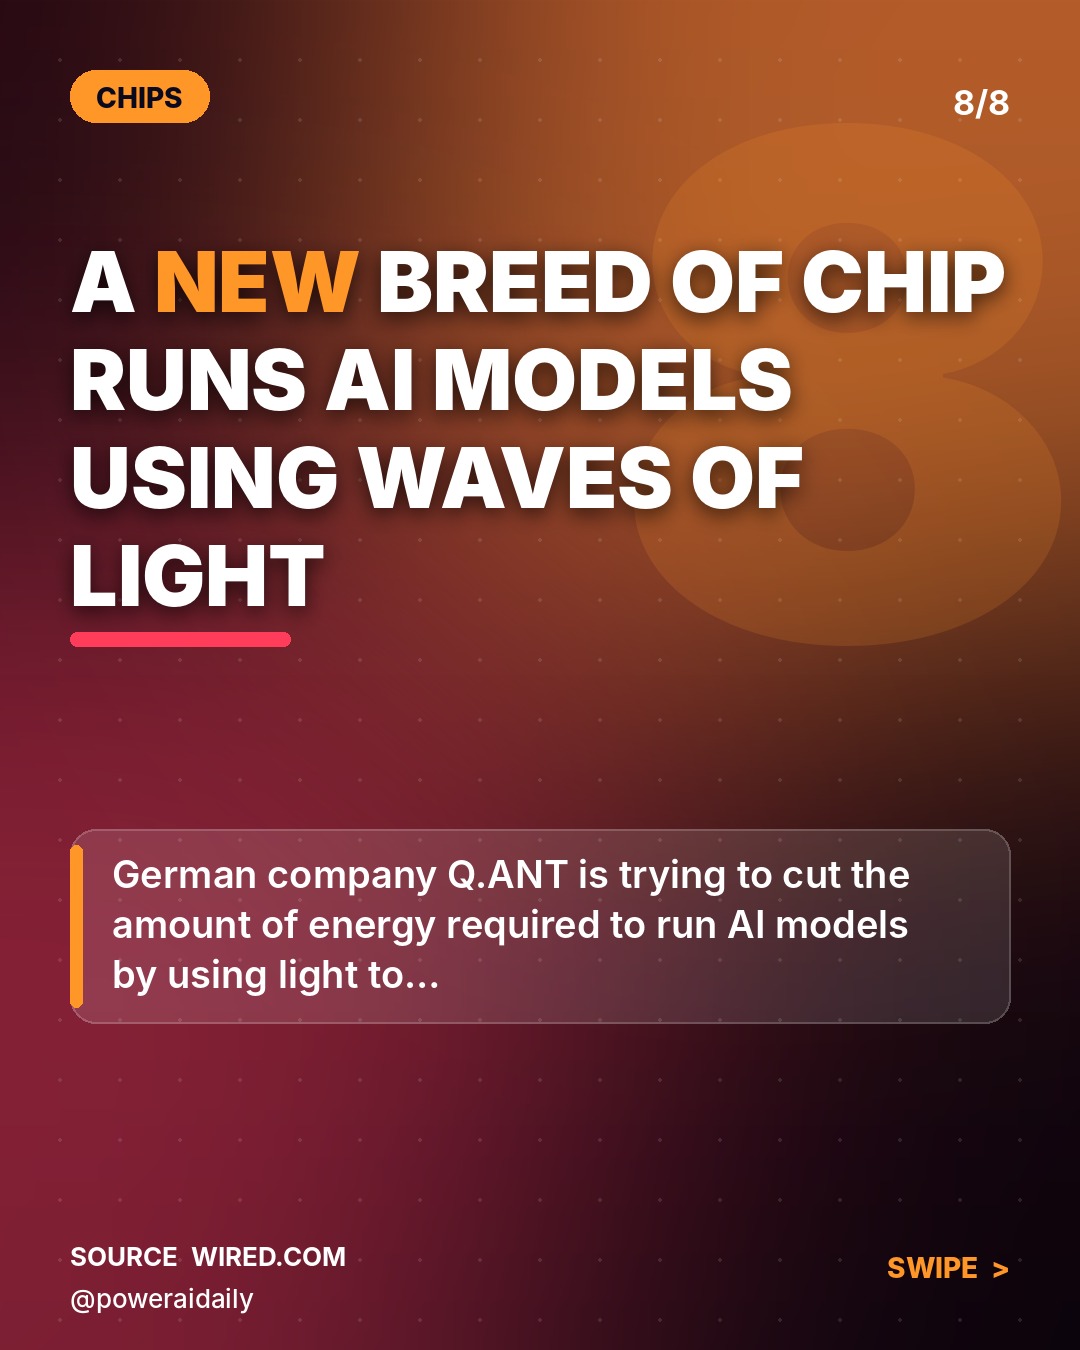 CHIPS
8/8
8
A NEW BREED OF CHIP
RUNS AI MODELS
USING WAVES OF
LIGHT
German company Q.ANT is trying to cut the
amount of energy required to run AI models
by using light to...
SOURCE WIRED.COM
@poweraidaily
SWIPE >